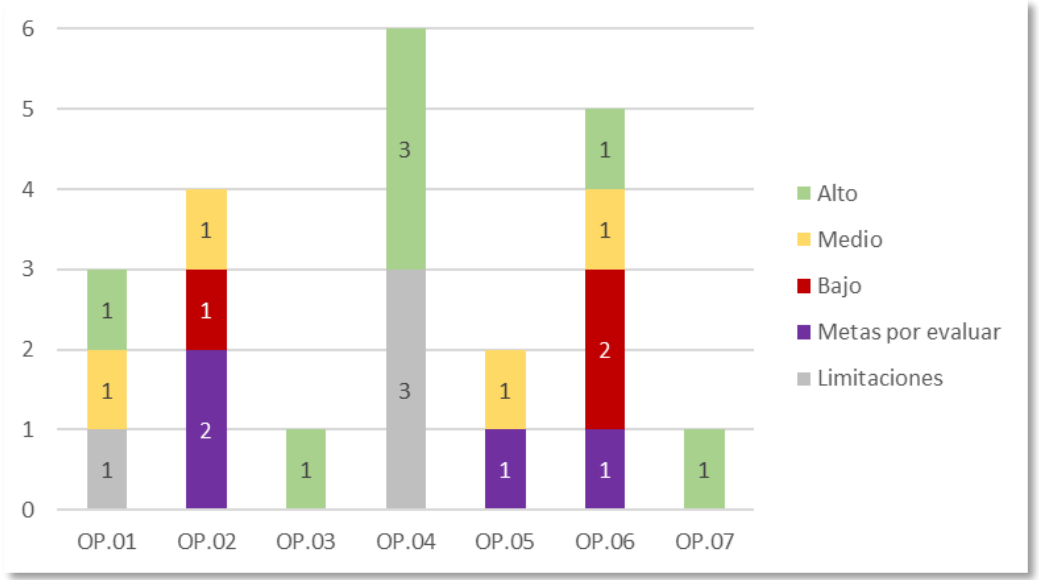 6
5
4
3
2
1
0
3 1
1 1
1 1 1 2
1 3 1
1 2 1 1 1 1
OP.01 OP.02 OP.03 OP.04 OP.05 OP.06 OP.07
Alto
Medio
Bajo
Metas por evaluar
Limitaciones